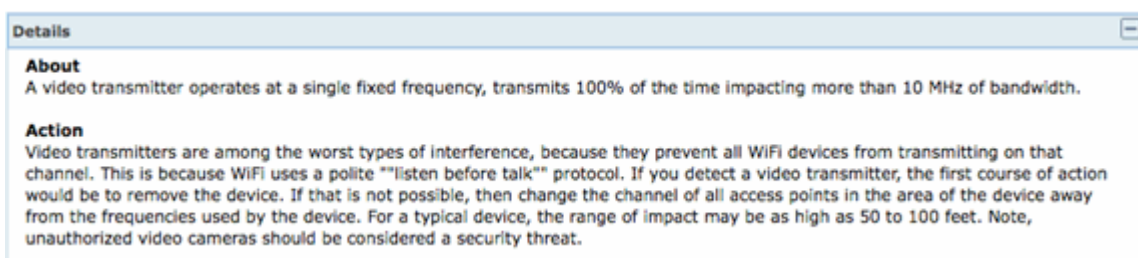 Details
About
A video transmitter operates at a single fixed frequency, transmits 100% of the time impacting more than 10 MHz of bandwidth.
Action
Video transmitters are among the worst types of interference, because they prevent all WiFi devices from transmitting on that
channel. This is because WiFi uses a polite ""listen before talk"" protocol. If you detect a video transmitter, the first course of action
would be to remove the device. If that is not possible, then change the channel of all access points in the area of the device away
from the frequencies used by the device. For a typical device, the range of impact may be as high as 50 to 100 feet. Note,
unauthorized video cameras should be considered a security threat.